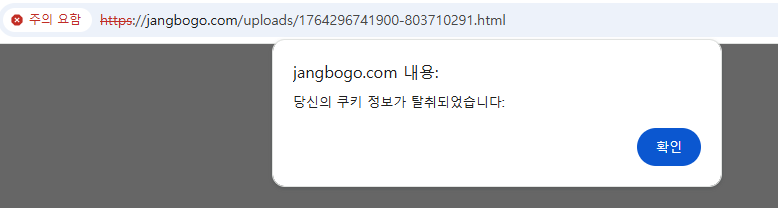 주의 요함 https://jangbogo.com/uploads/1764296741900-803710291.html
jangbogo.com 내용:
당신의 쿠키 정보가 탈취되었습니다:
확인